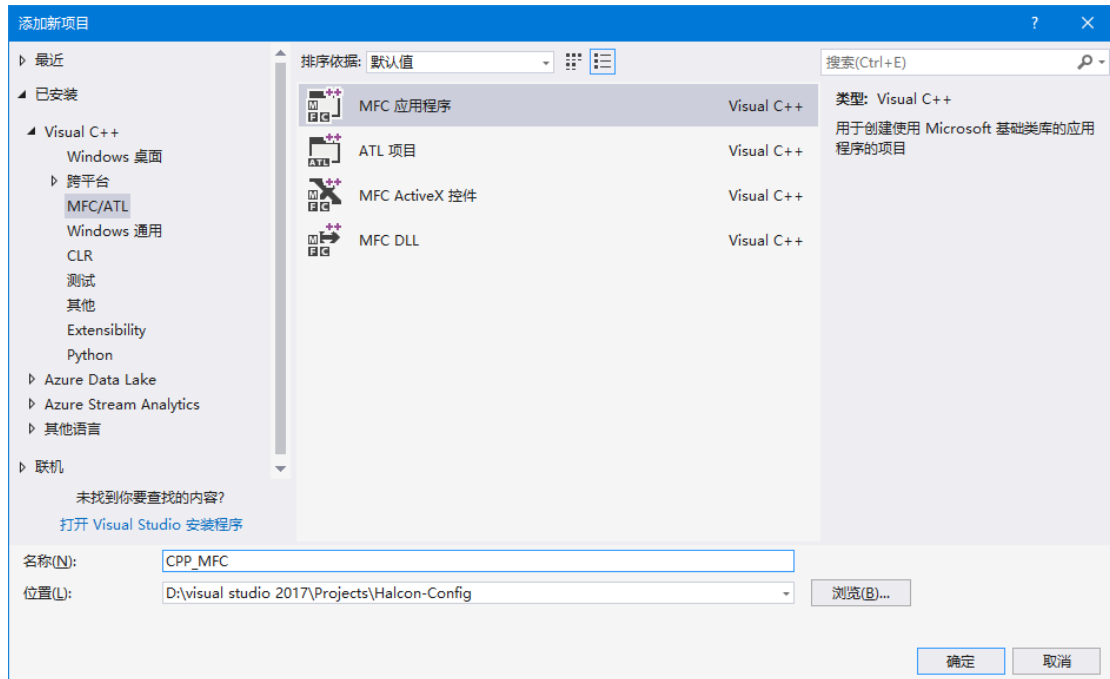 添加新项目
?
最近
已安装
Visual C++
Windows 桌面
跨平台
MFC/ATL
Windows 通用
CLR
测试
其他
Extensibility
Python
Azure Data Lake
Azure Stream Analytics
其他语言
联机
未找到你要查找的内容?
打开 Visual Studio 安装程序
排序依据: 默认值
MFC 应用程序 Visual C++
ATL 项目 Visual C++
MFC ActiveX 控件 Visual C++
MFC DLL Visual C++
搜索(Ctrl+E)
类型: Visual C++
用于创建使用 Microsoft 基础类库的应用
程序的项目
名称(N): CPP_MFC
位置(L): D:\visual studio 2017\Projects\Halcon-Config 浏览(B)...
确定 取消